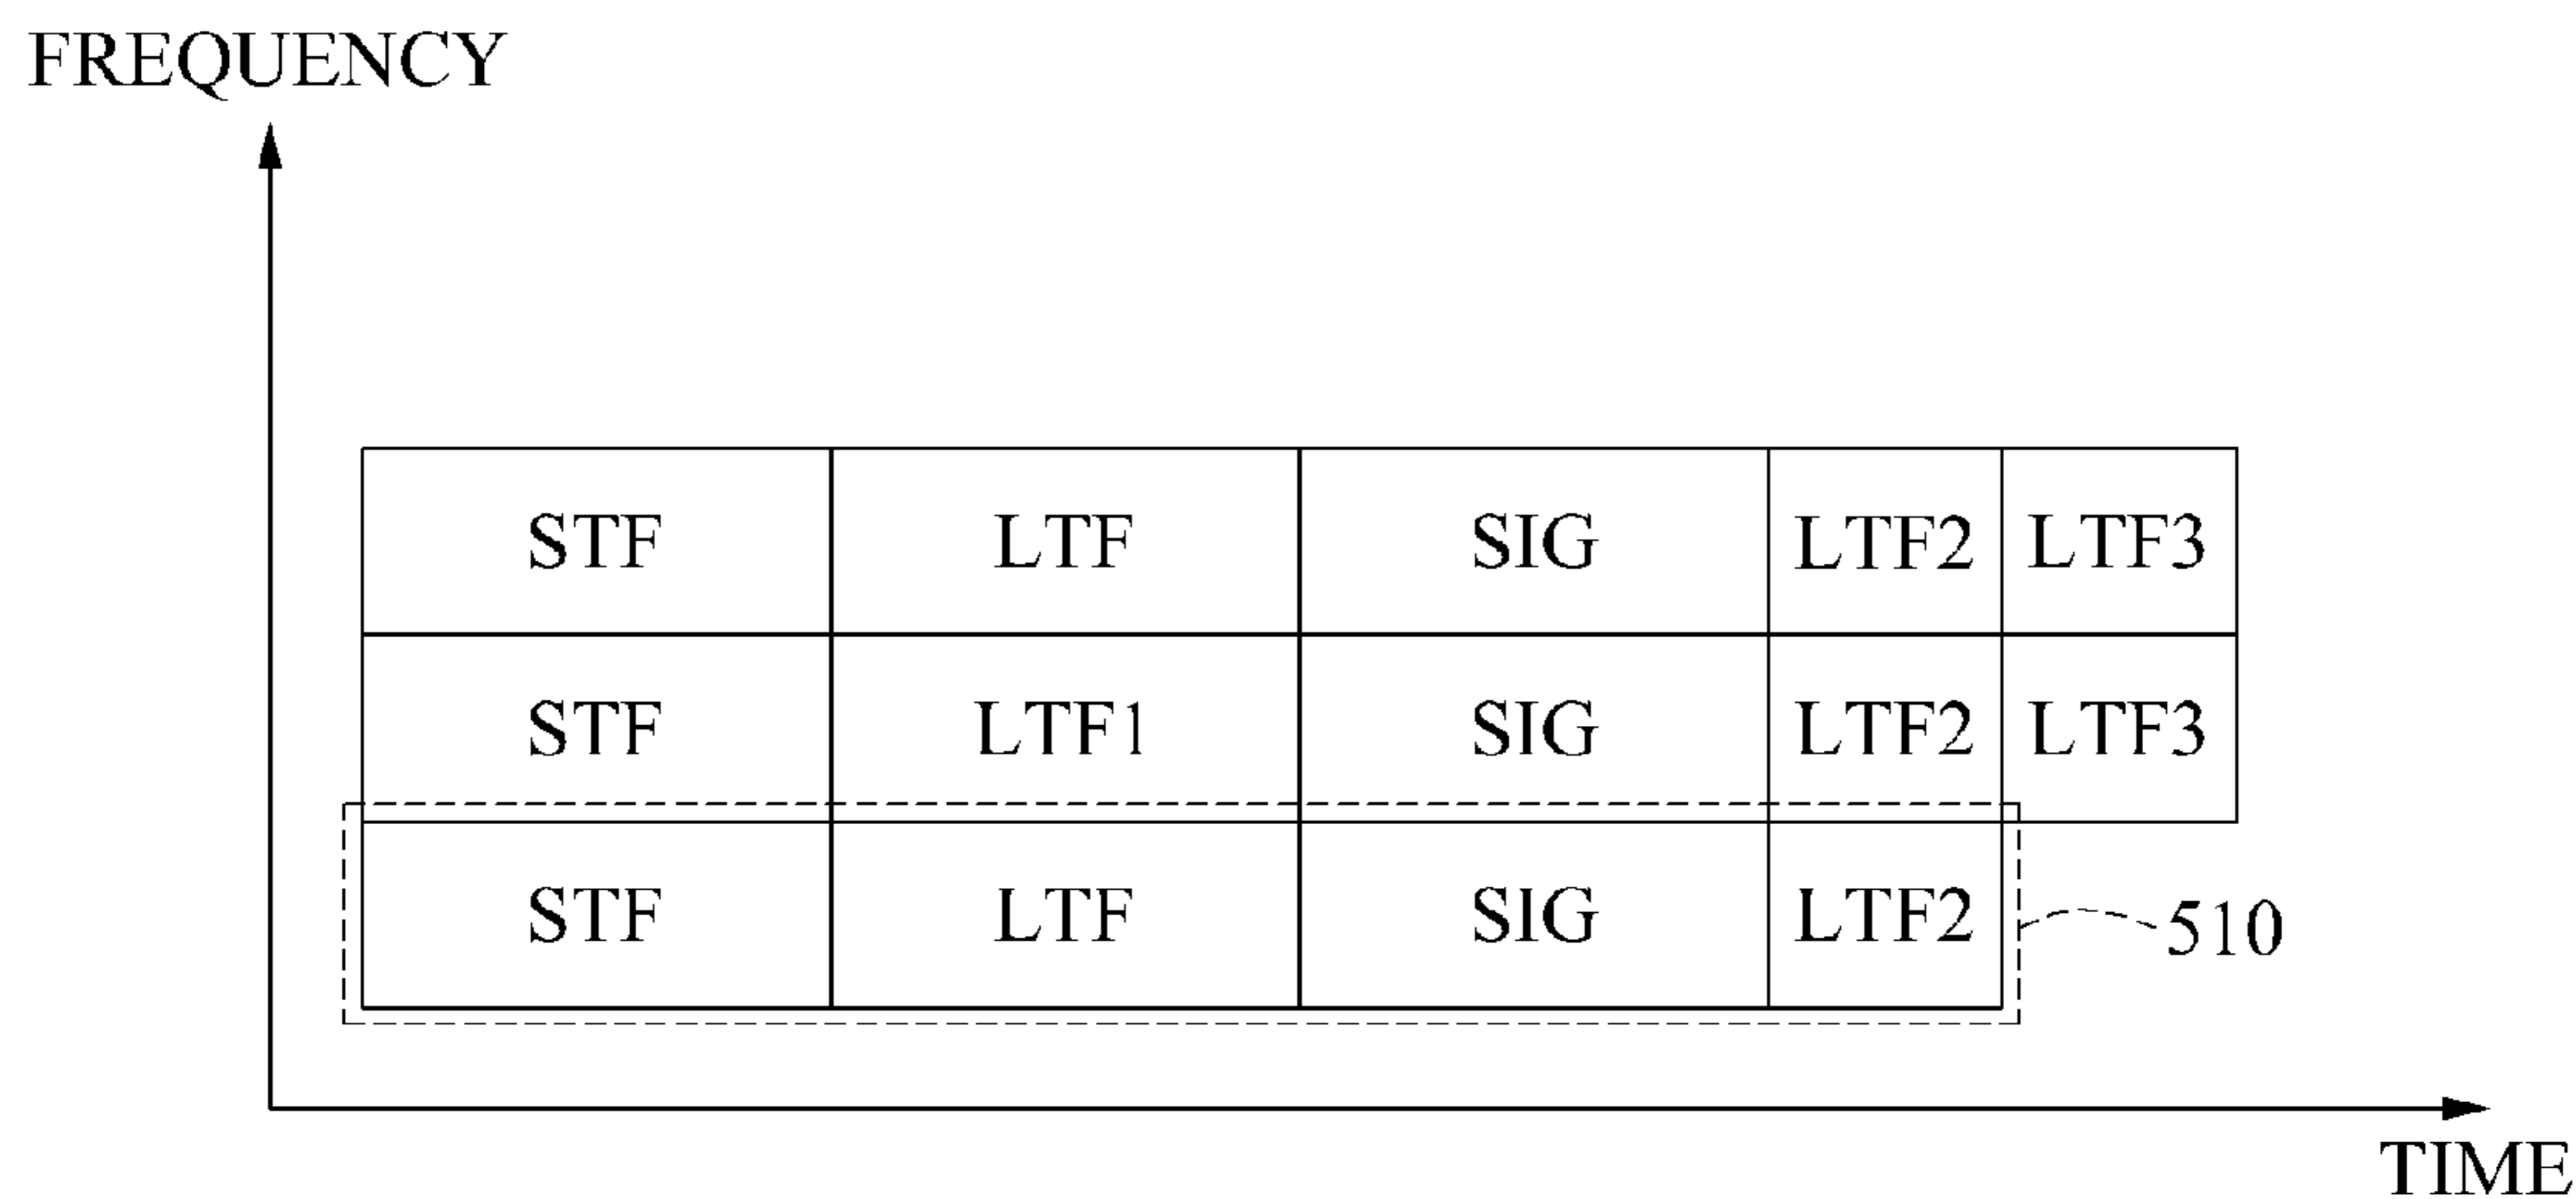 FREQUENCY
STF LTF SIG LTF2 LTF3
STF LTF1 SIG LTF2 LTF3
STF LTF SIG LTF2
510
TIME